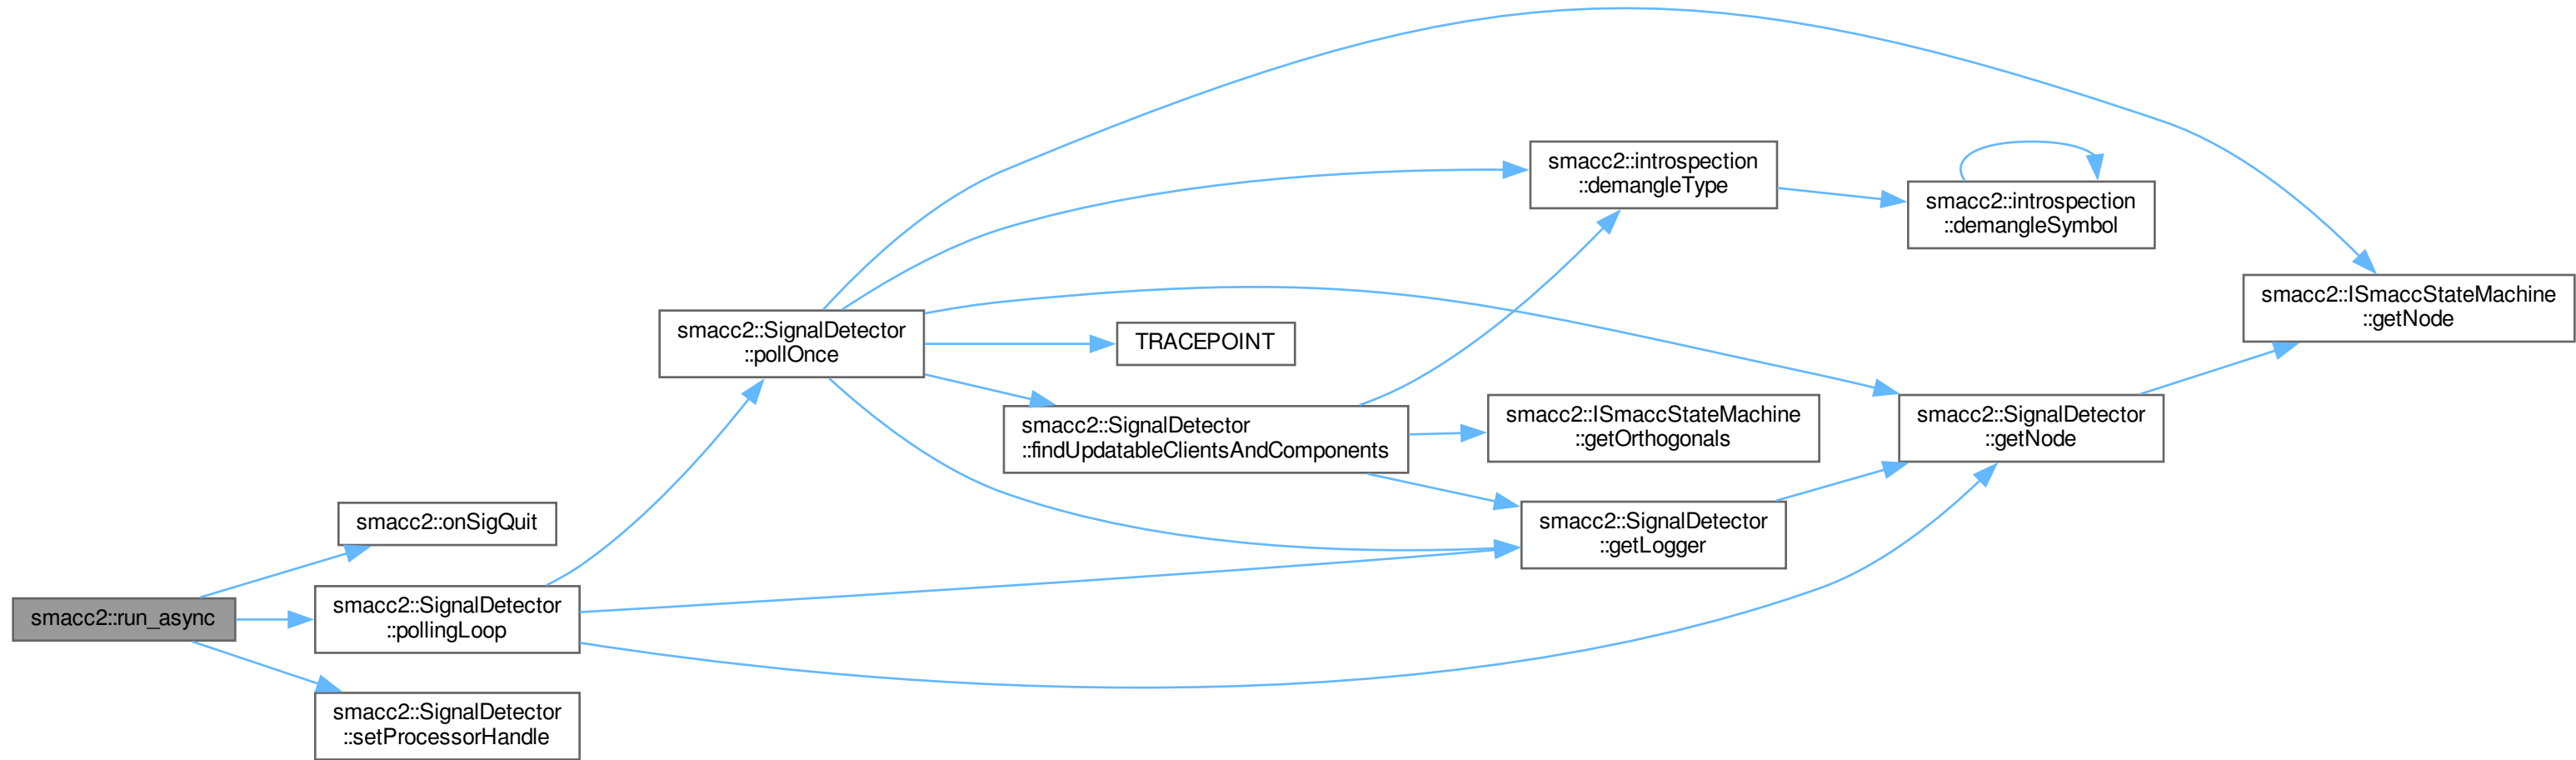 smacc2::run_async
smacc2::onSigQuit
smacc2::SignalDetector
::pollingLoop
smacc2::SignalDetector
::setProcessorHandle
smacc2::SignalDetector
::pollOnce
TRACEPOINT
smacc2::SignalDetector
::findUpdatableClientsAndComponents
smacc2::introspection
::demangleType
smacc2::ISmaccStateMachine
::getOrthogonals
smacc2::SignalDetector
::getLogger
smacc2::introspection
::demangleSymbol
smacc2::SignalDetector
::getNode
smacc2::ISmaccStateMachine
::getNode